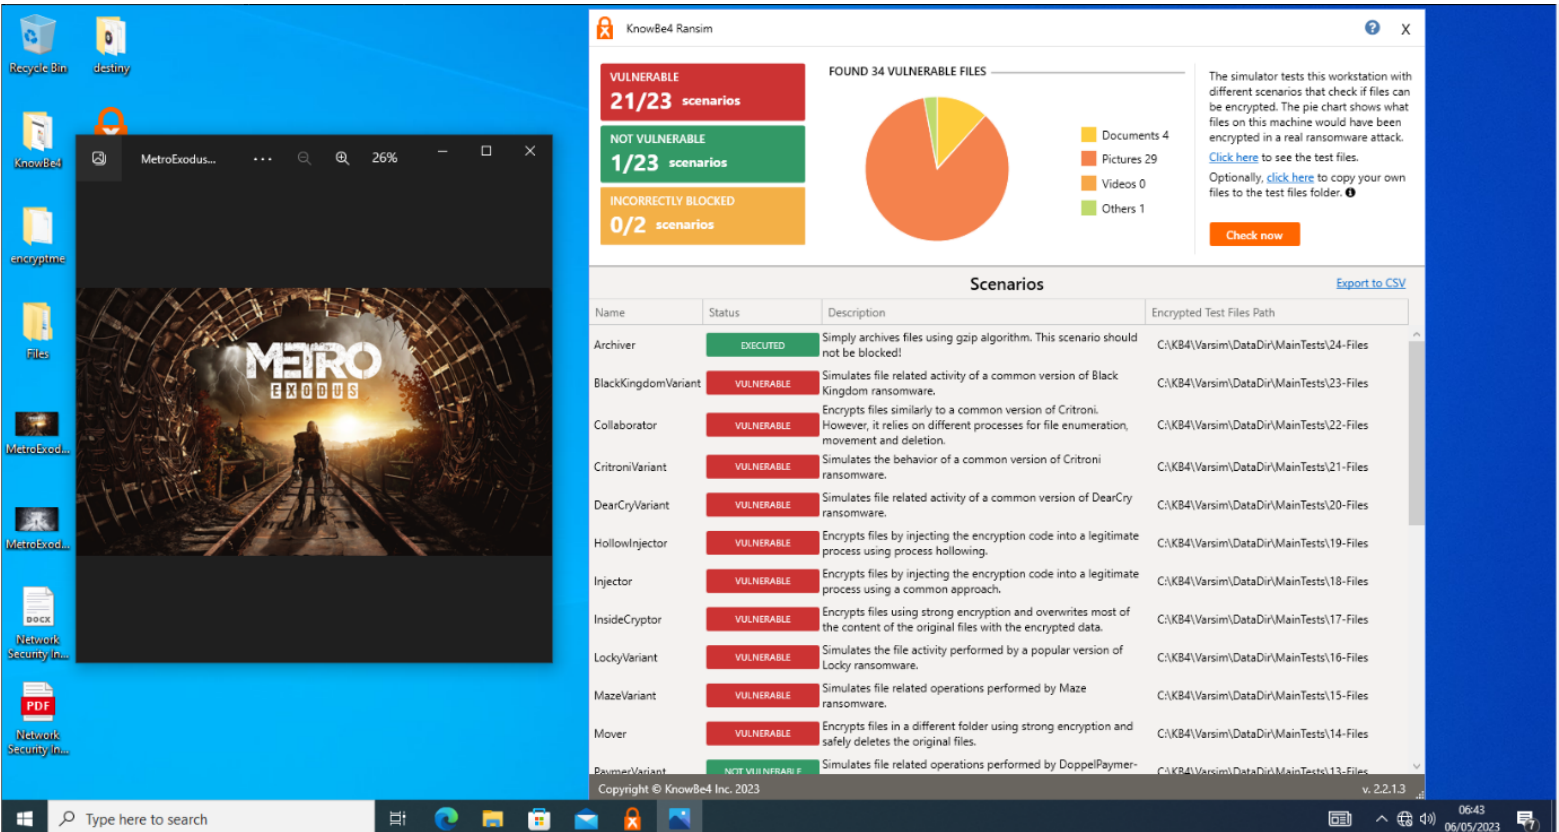 Recycle Bin
destiny
KnowBe4
encryptme
Files
MetroExod...
MetroExod...
DOCX
Network
Security In...
PDF
Network
Security In...
MetroExodus...
...
26%
METRO
EXODUS
KnowBe4 Ransim
?
X
VULNERABLE
21/23 scenarios
NOT VULNERABLE
1/23 scenarios
INCORRECTLY BLOCKED
0/2 scenarios
FOUND 34 VULNERABLE FILES
Documents 4
Pictures 29
Videos 0
Others 1
The simulator tests this workstation with
different scenarios that check if files can
be encrypted. The pie chart shows what
files on this machine would have been
encrypted in a real ransomware attack.
Click here to see the test files.
Optionally, click here to copy your own
files to the test files folder.
Check now
Scenarios
Export to CSV
Name Status Description Encrypted Test Files Path
Archiver EXECUTED Simply archives files using gzip algorithm. This scenario should C:\KB4\Varsim\DataDir\MainTests\24-Files
not be blocked!
BlackKingdomVariant VULNERABLE Simulates file related activity of a common version of Black C:\KB4\Varsim\DataDir\MainTests\23-Files
Kingdom ransomware.
Collaborator VULNERABLE Encrypts files similarly to a common version of Critroni. C:\KB4\Varsim\DataDir\MainTests\22-Files
However, it relies on different processes for file enumeration,
movement and deletion.
CritroniVariant VULNERABLE Simulates the behavior of a common version of Critroni C:\KB4\Varsim\DataDir\MainTests\21-Files
ransomware.
DearCryVariant VULNERABLE Simulates file related activity of a common version of DearCry C:\KB4\Varsim\DataDir\MainTests\20-Files
ransomware.
HollowInjector VULNERABLE Encrypts files by injecting the encryption code into a legitimate C:\KB4\Varsim\DataDir\MainTests\19-Files
process using process hollowing.
Injector VULNERABLE Encrypts files by injecting the encryption code into a legitimate C:\KB4\Varsim\DataDir\MainTests\18-Files
process using a common approach.
InsideCryptor VULNERABLE Encrypts files using strong encryption and overwrites most of C:\KB4\Varsim\DataDir\MainTests\17-Files
the content of the original files with the encrypted data.
LockyVariant VULNERABLE Simulates the file activity performed by a popular version of C:\KB4\Varsim\DataDir\MainTests\16-Files
Locky ransomware.
MazeVariant VULNERABLE Simulates file related operations performed by Maze C:\KB4\Varsim\DataDir\MainTests\15-Files
ransomware.
Mover VULNERABLE Encrypts files in a different folder using strong encryption and C:\KB4\Varsim\DataDir\MainTests\14-Files
safely deletes the original files.
PaymerVariant NOT VULNERABLE Simulates file related operations performed by DoppelPaymer- C:\KB4\Varsim\DataDir\MainTests\13-Files
Copyright © KnowBe4 Inc. 2023
v. 2.2.1.3
Type here to search
06:43
06/05/2023
7